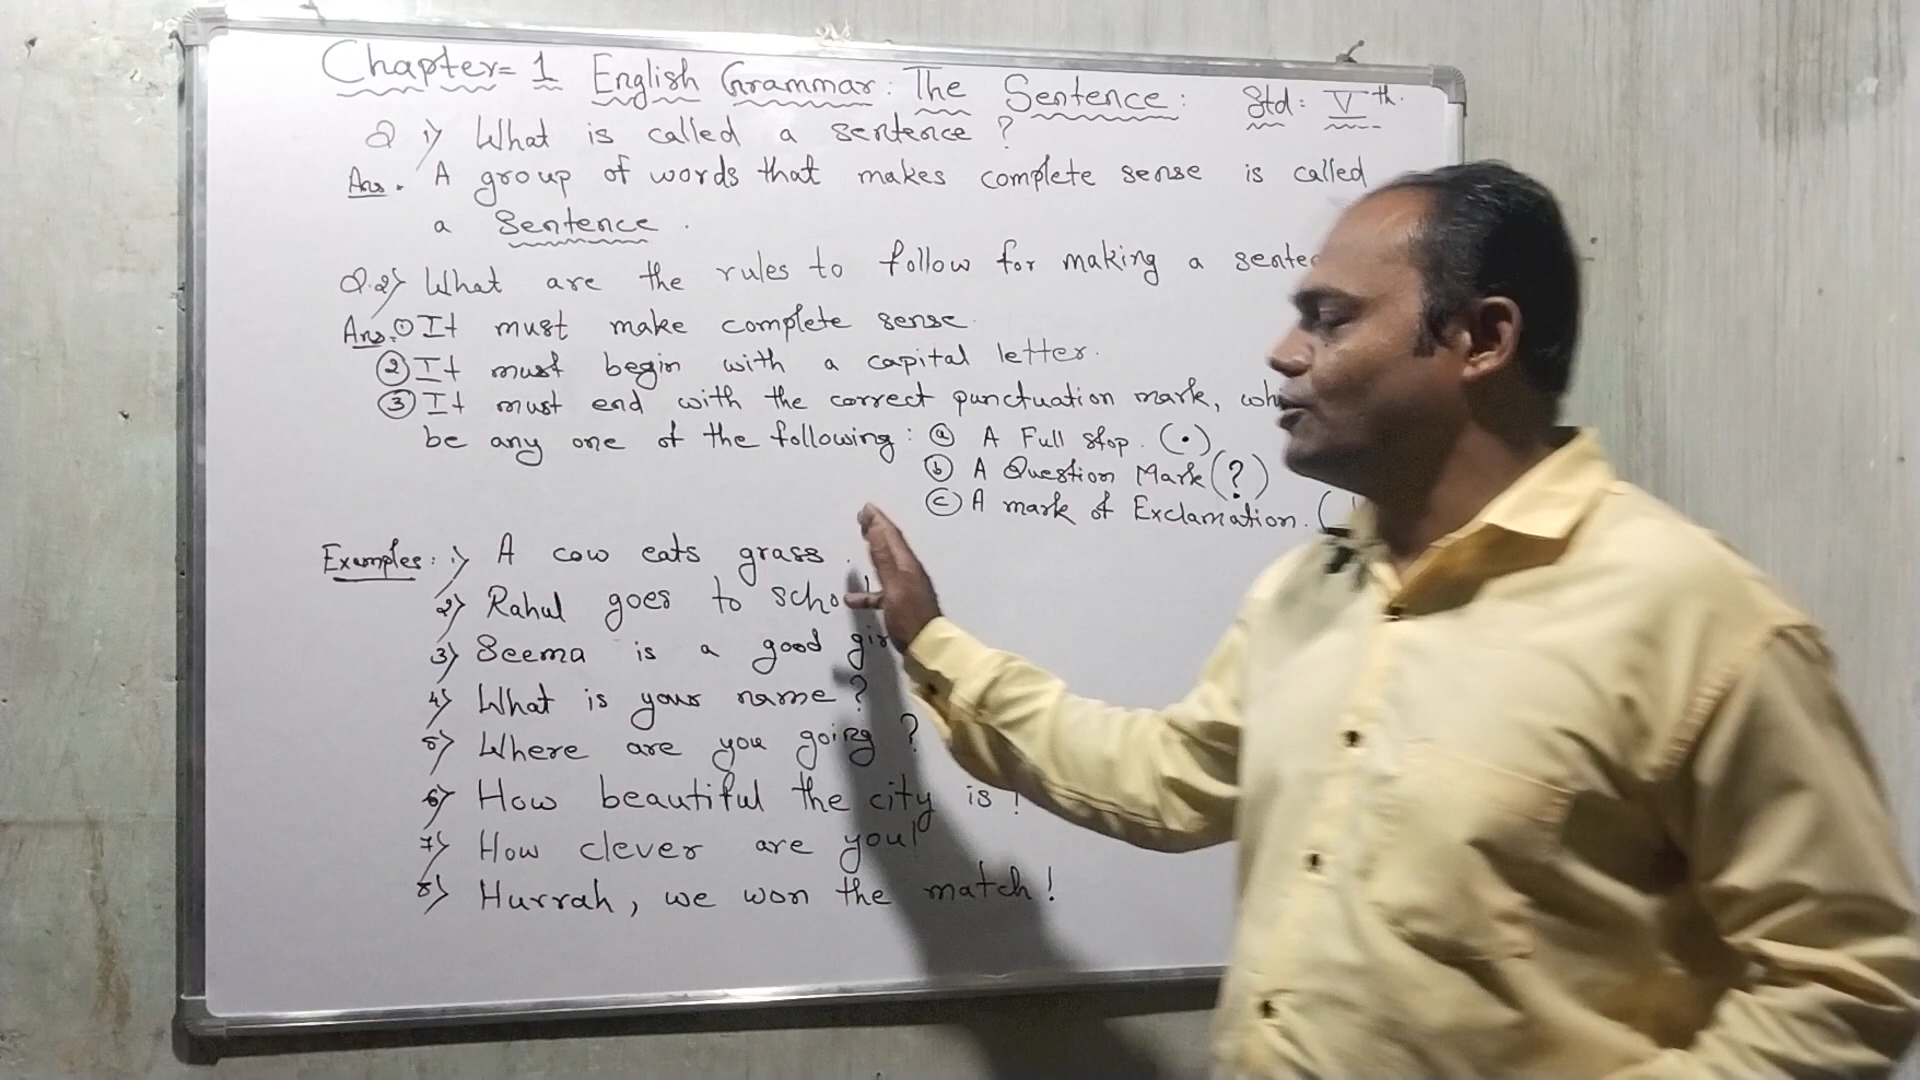 Chapter= 1 English Grammar: The Sentence: Std: Vth.
Q 1) What is called a sentence ?
Ans. A group of words that makes complete sense is called
a Sentence.
Q.2) What are the rules to follow for making a
Ans: ① It must make complete sense.
② It must begin with a capital letter.
③ It must end with the correct punctuation mark,
be any one of the following: ⓐ A Full stop. (.)
ⓑ A Question Mark (?)
ⓒ A mark of Exclamation.
Examples: 1) A cow eats grass.
2) Rahul goes to
3) Seema is a good
4) What is your name?
5) Where are you going?
6) How beautiful the city is!
7) How clever are you!
8) Hurrah, we won the match!